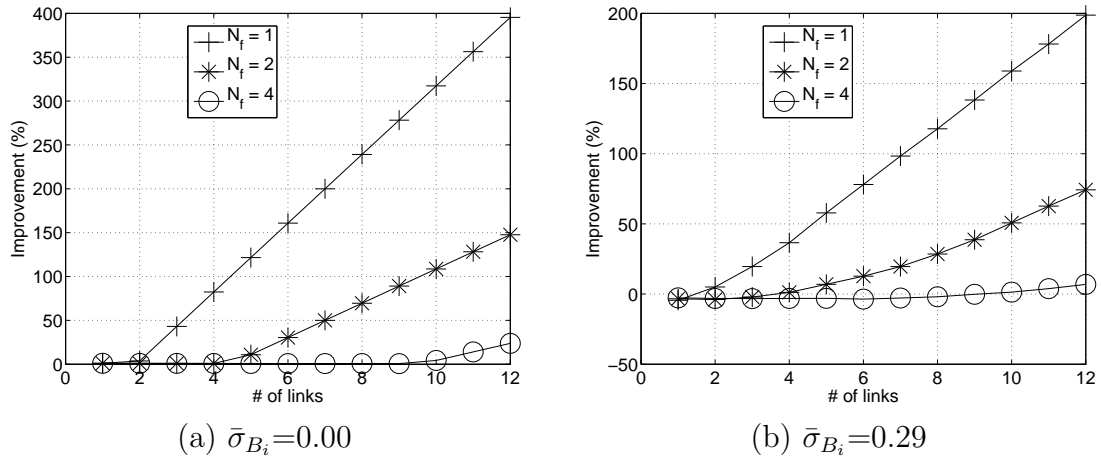 400
350
300
250
200
150
100
50
0
Improvement (%)
N_f = 1
N_f = 2
N_f = 4
0 2 4 6 8 10 12
# of links
(a) σ̄_{B_i}=0.00
200
150
100
50
0
−50
Improvement (%)
N_f = 1
N_f = 2
N_f = 4
0 2 4 6 8 10 12
# of links
(b) σ̄_{B_i}=0.29